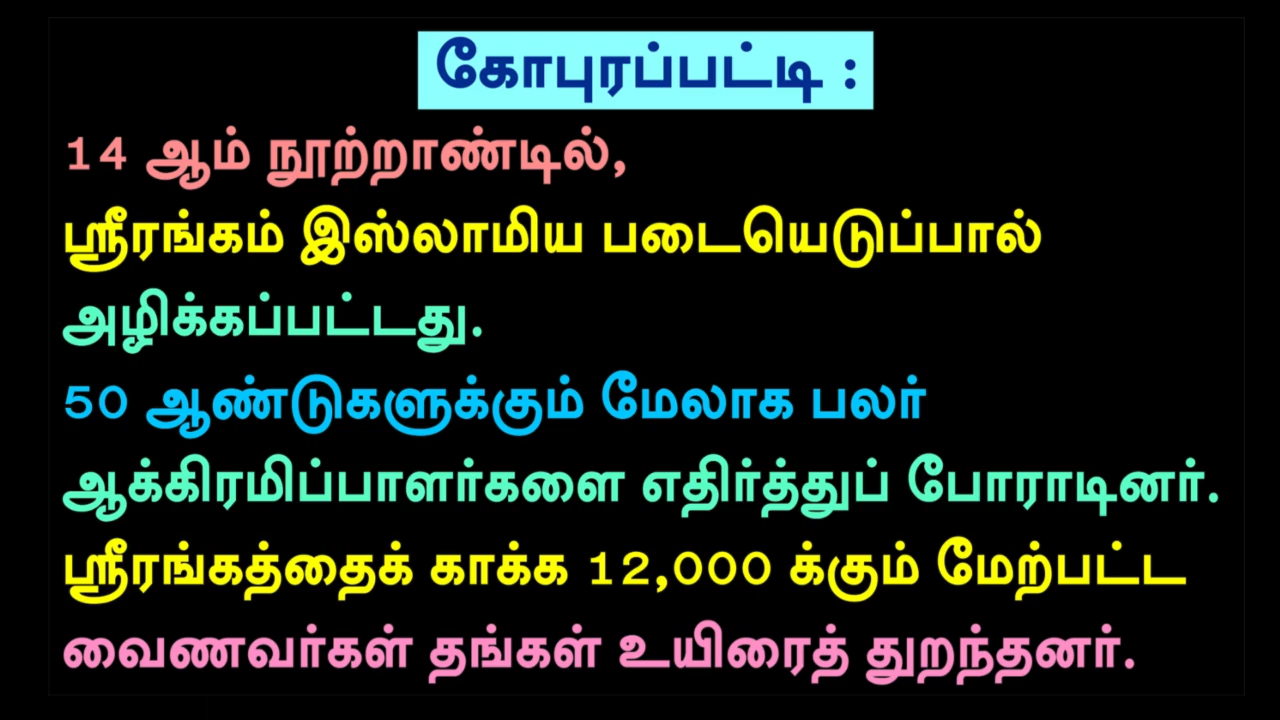 கோபுரப்பட்டி :
14 ஆம் நூற்றாண்டில்,
ஸ்ரீரங்கம் இஸ்லாமிய படையெடுப்பால்
அழிக்கப்பட்டது.
50 ஆண்டுகளுக்கும் மேலாக பலர்
ஆக்கிரமிப்பாளர்களை எதிர்த்துப் போராடினர்.
ஸ்ரீரங்கத்தைக் காக்க 12,000 க்கும் மேற்பட்ட
வைணவர்கள் தங்கள் உயிரைத் துறந்தனர்.